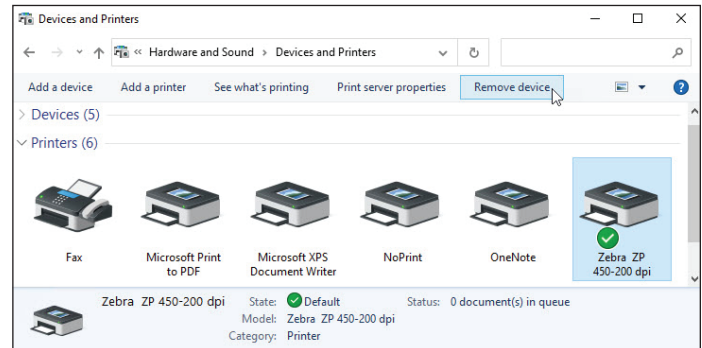 Devices and Printers
« Hardware and Sound > Devices and Printers
Add a device Add a printer See what's printing Print server properties Remove device
> Devices (5)
Printers (6)
Fax
Microsoft Print
to PDF
Microsoft XPS
Document Writer
NoPrint
OneNote
Zebra ZP
450-200 dpi
Zebra ZP 450-200 dpi State: Default Status: 0 document(s) in queue
Model: Zebra ZP 450-200 dpi
Category: Printer